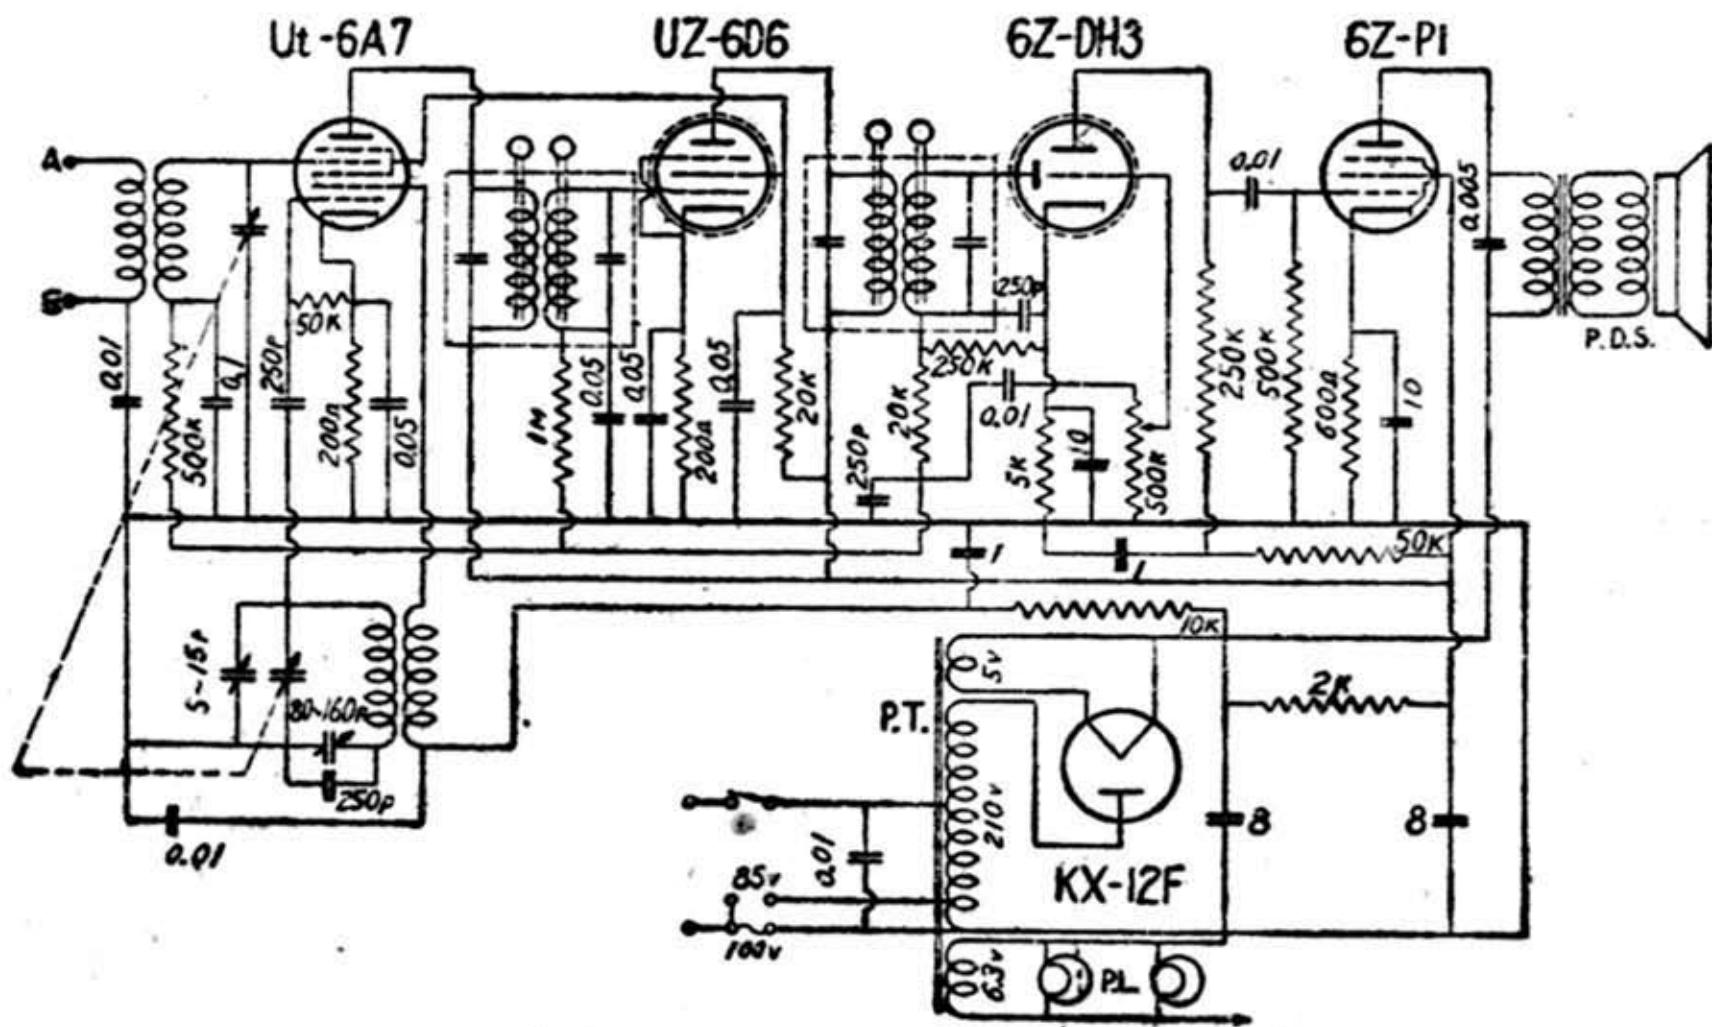 Ut-6A7
UZ-6D6
6Z-DH3
6Z-P1
A
0.01
500K
0.1
250P
50K
200Ω
0.05
1M
0.05
0.05
200Ω
0.05
20K
250P
250K
20K
0.01
250P
5K
10
500K
0.01
250K
500K
600Ω
10
0.005
P.D.S.
1
1
50K
5~15P
80~160P
250P
0.01
10K
5V
2K
P.T.
210V
KX-12F
8
8
0.01
85V
100V
6.3V
P.L.